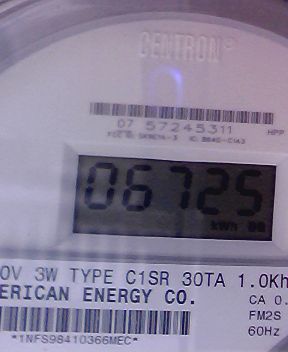 CENTRON®
07 57245311
HPP
06725
kWh
0V 3W TYPE C1SR 30TA 1.0Kh
ERICAN ENERGY CO.
CA 0.
FM2S
60Hz
*1NFS98410366MEC*